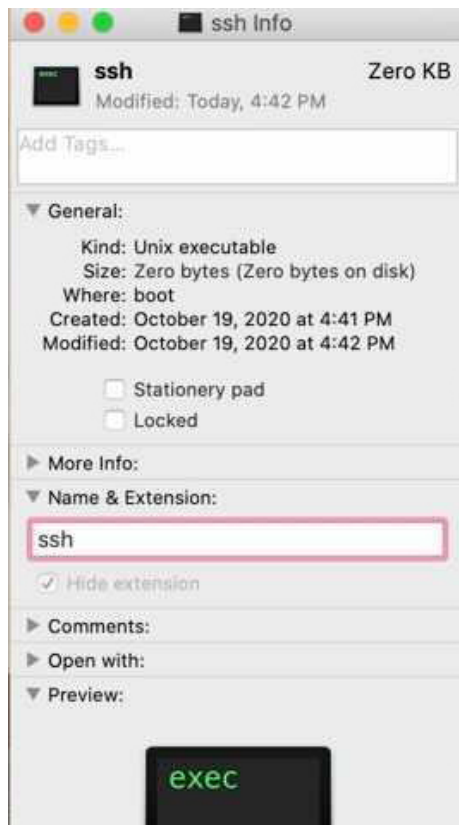 ssh Info
ssh Zero KB
Modified: Today, 4:42 PM
Add Tags...
General:
Kind: Unix executable
Size: Zero bytes (Zero bytes on disk)
Where: boot
Created: October 19, 2020 at 4:41 PM
Modified: October 19, 2020 at 4:42 PM
Stationery pad
Locked
More Info:
Name & Extension:
ssh
Hide extension
Comments:
Open with:
Preview:
exec